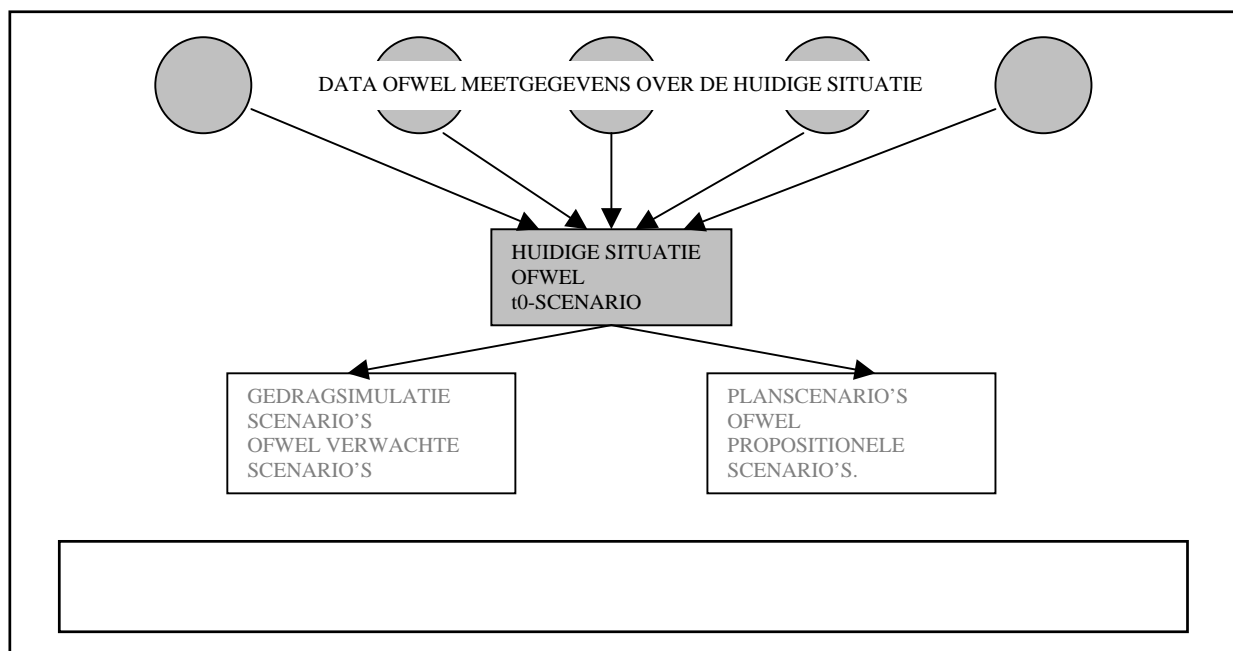 DATA OFWEL MEETGEGEVENS OVER DE HUIDIGE SITUATIE
HUIDIGE SITUATIE
OFWEL
t0-SCENARIO
GEDRAGSIMULATIE
SCENARIO'S
OFWEL VERWACHTE
SCENARIO'S
PLANSCENARIO'S
OFWEL
PROPOSITIONELE
SCENARIO'S.